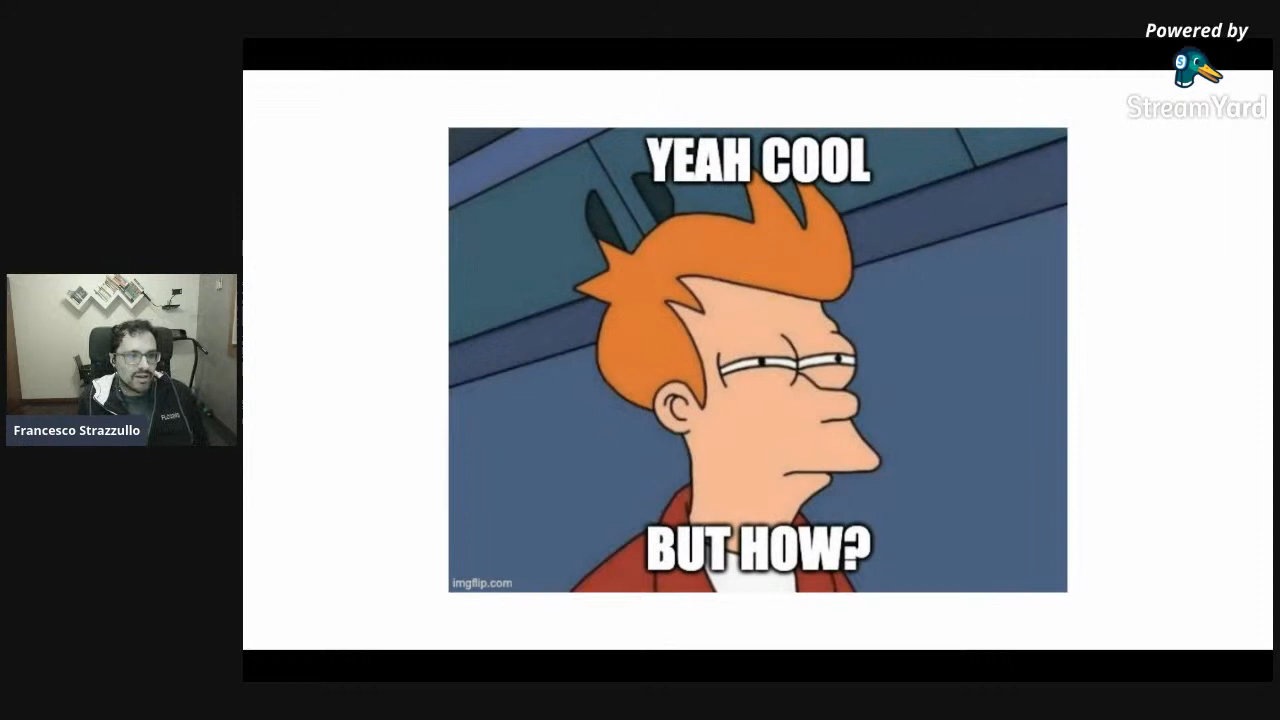 Powered by
StreamYard
YEAH COOL
BUT HOW?
imgflip.com
Francesco Strazzullo